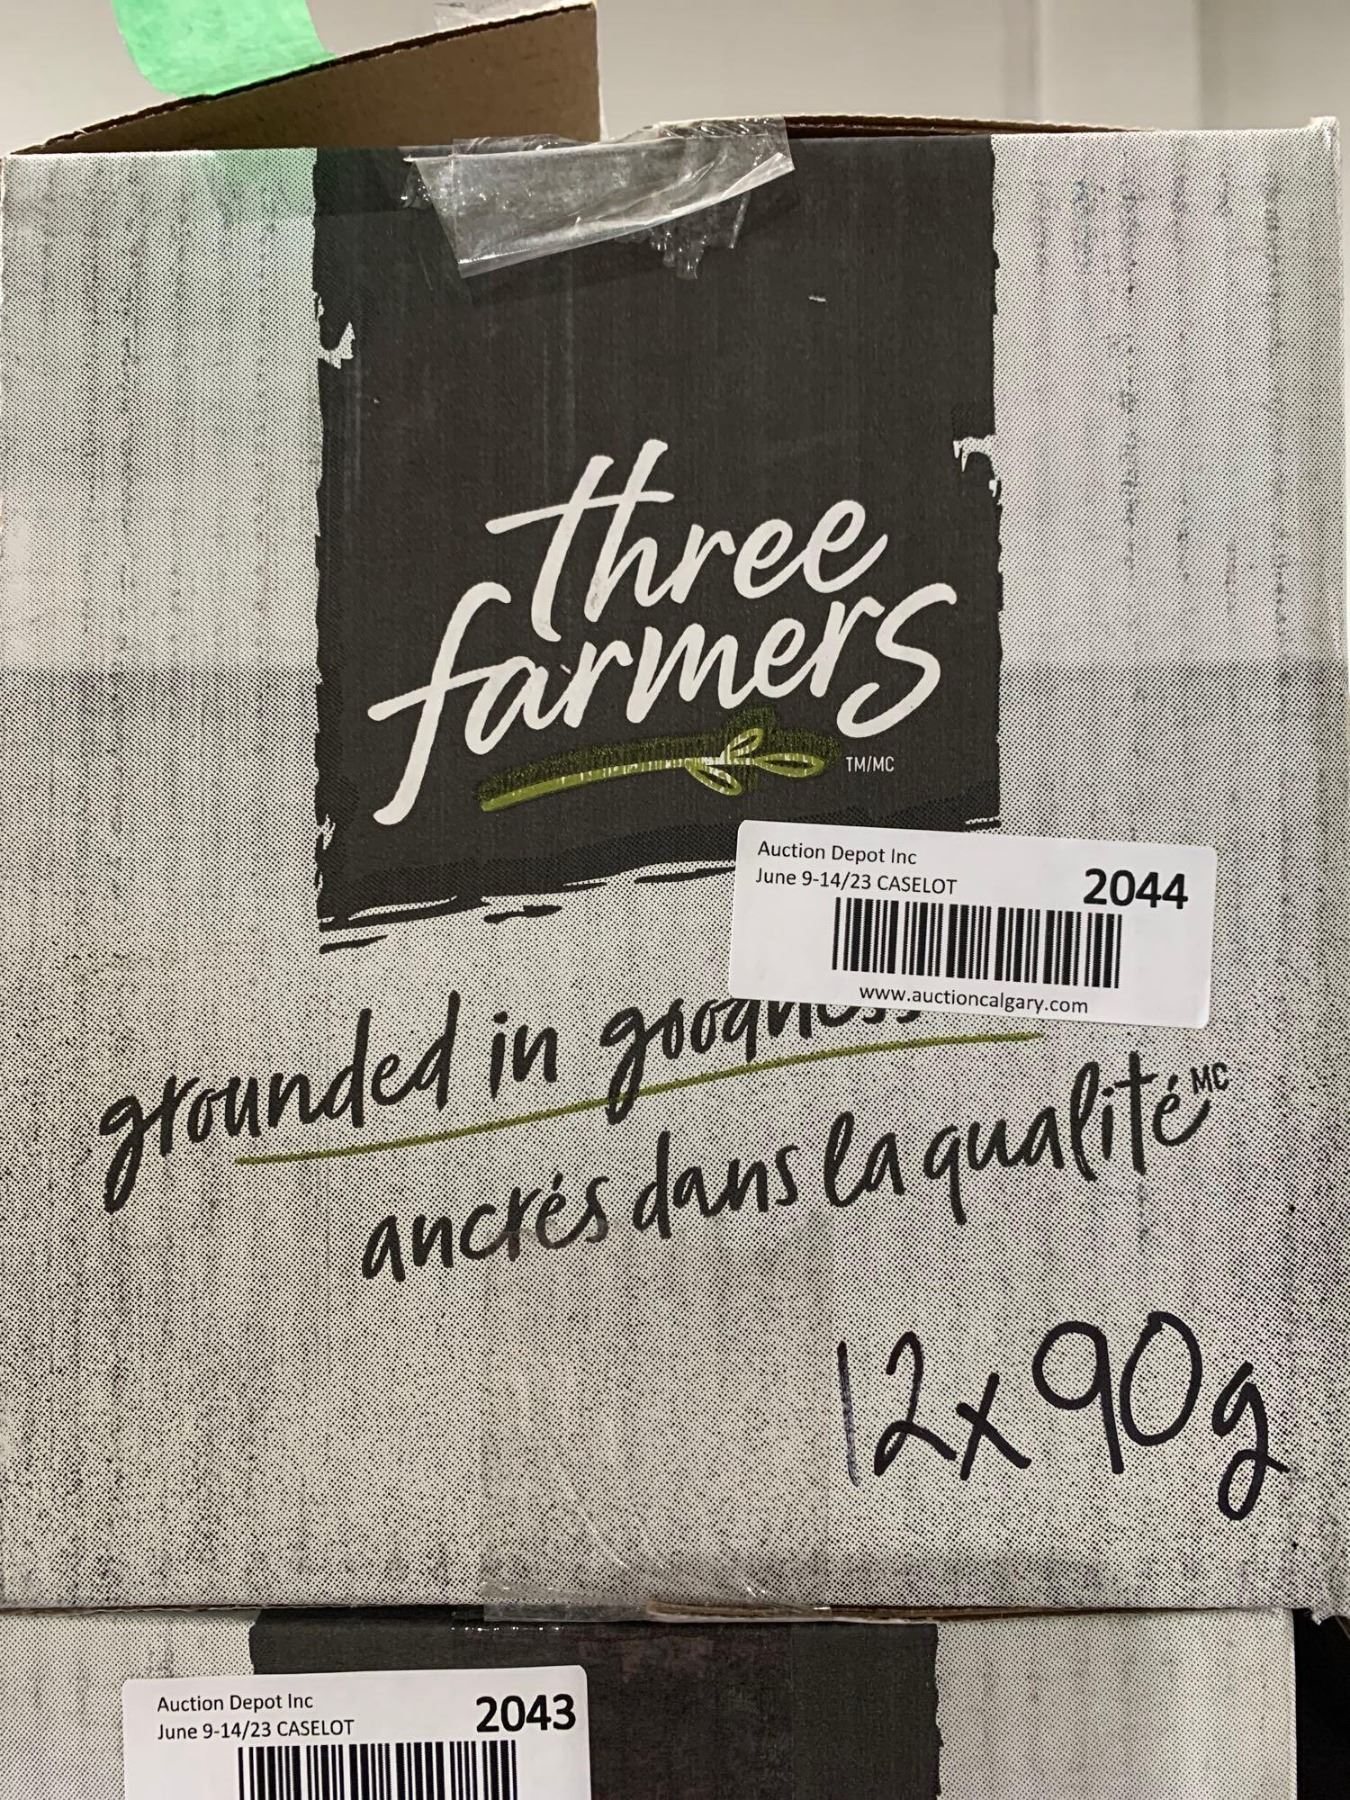 three
farmers
TM/MC
Auction Depot Inc
June 9-14/23 CASELOT
2044
www.auctioncalgary.com
grounded in goodness
ancrés dans la qualité MC
12x90g
Auction Depot Inc
June 9-14/23 CASELOT
2043